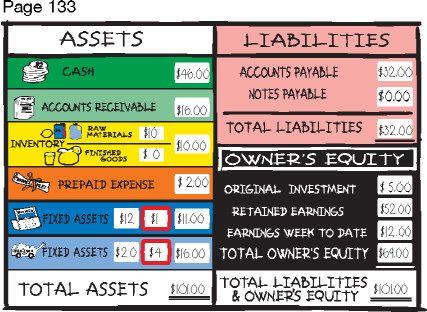 Page 133
ASSETS
CASH $46.00
ACCOUNTS RECEIVABLE $16.00
RAW MATERIALS $10
INVENTORY $10.00
FINISHED GOODS $0
PREPAID EXPENSE $2.00
FIXED ASSETS $12 $1 $11.00
FIXED ASSETS $20 $4 $16.00
TOTAL ASSETS $101.00
LIABILITIES
ACCOUNTS PAYABLE $32.00
NOTES PAYABLE $0.00
TOTAL LIABILITIES $32.00
OWNER'S EQUITY
ORIGINAL INVESTMENT $5.00
RETAINED EARNINGS $52.00
EARNINGS WEEK TO DATE $12.00
TOTAL OWNER'S EQUITY $69.00
TOTAL LIABILITIES
& OWNER'S EQUITY $101.00